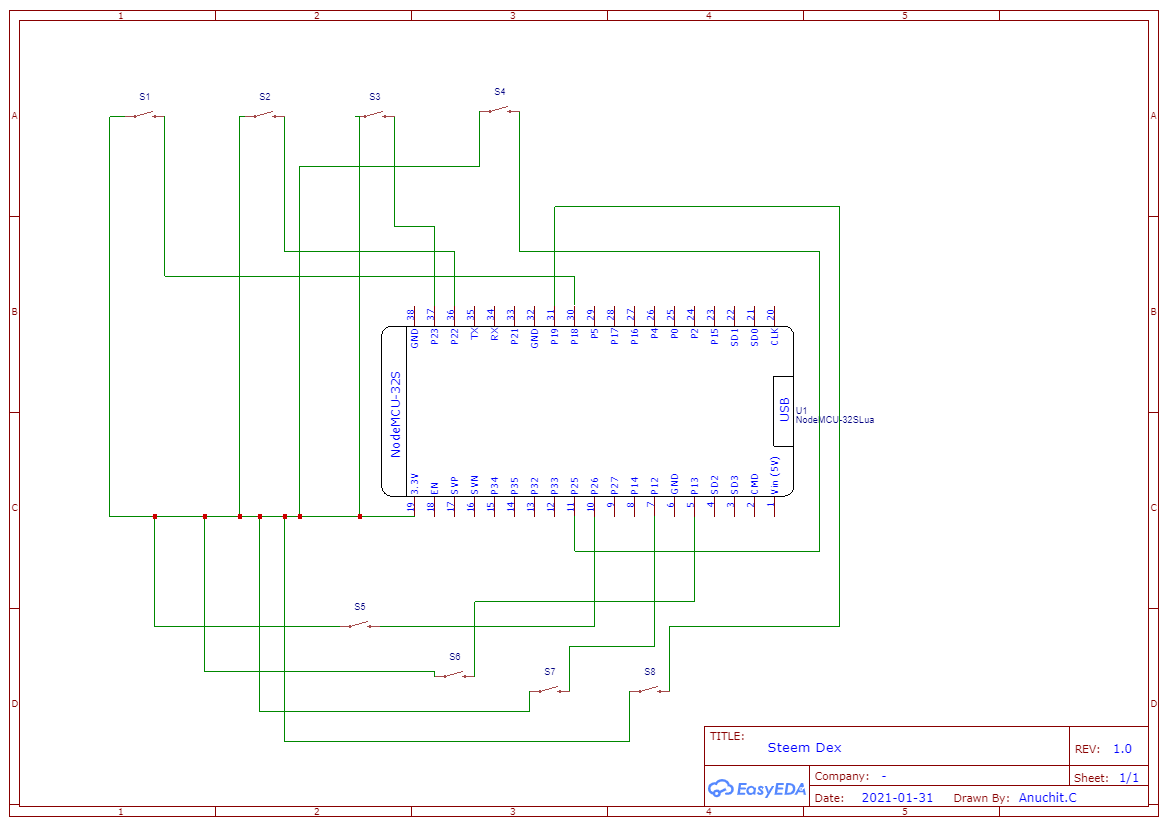 1 2 3 4 5
A A
B B
C C
D D
S1
S2
S3
S4
38 37 36 35 34 33 32 31 30 29 28 27 26 25 24 23 22 21 20
GND P23 P22 TX RX P21 GND P19 P18 P5 P17 P16 P4 P0 P2 P15 SD1 SD0 CLK
NodeMCU-32S
USB
U1
NodeMCU-32SLua
3.3V EN SVP SVN P34 P35 P32 P33 P25 P26 P27 P14 P12 GND P13 SD2 SD3 CMD Vin(5V)
19 18 17 16 15 14 13 12 11 10 9 8 7 6 5 4 3 2 1
S5
S6
S7
S8
TITLE:
Steem Dex
REV: 1.0
EasyEDA
Company: -
Sheet: 1/1
Date: 2021-01-31 Drawn By: Anuchit.C
1 2 3 4 5